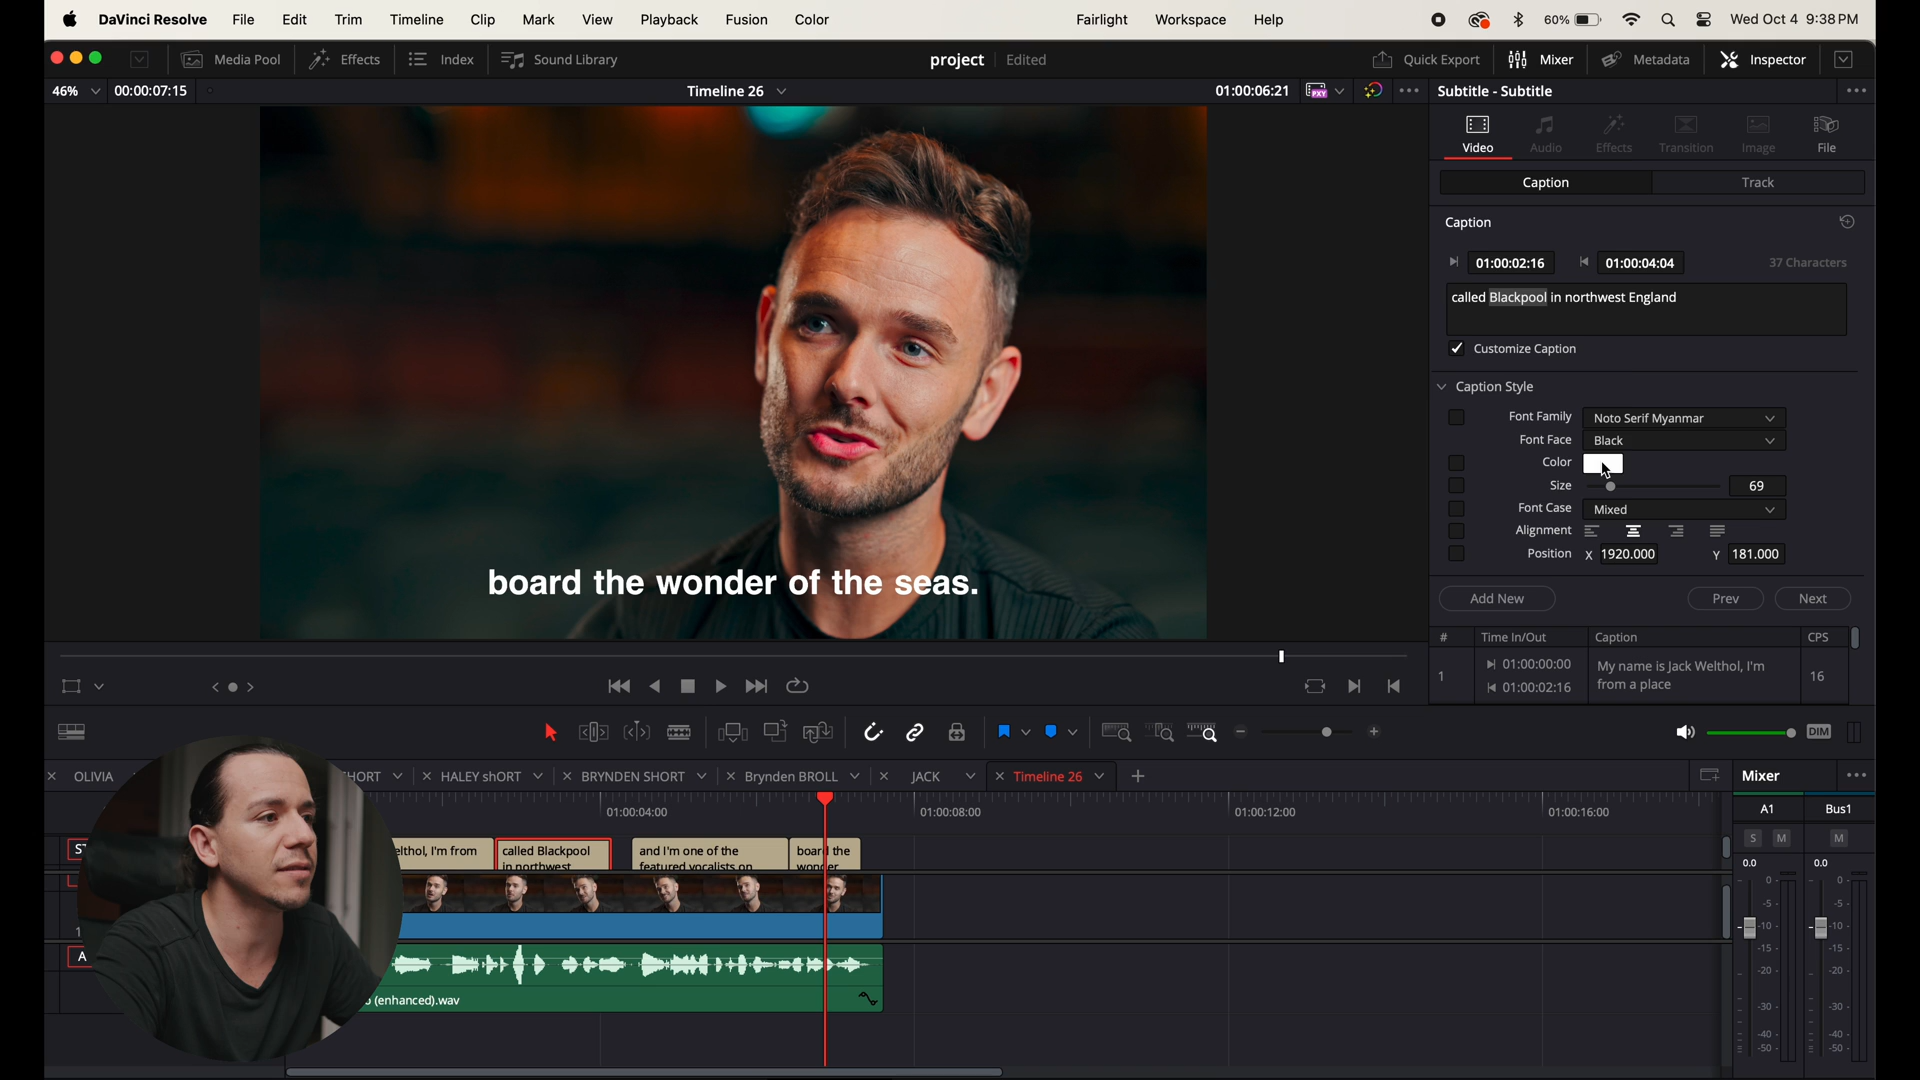 DaVinci Resolve File Edit Trim Timeline Clip Mark View Playback Fusion Color Fairlight Workspace Help 60% Wed Oct 4 9:38 PM
Media Pool Effects Index Sound Library project Edited Quick Export Mixer Metadata Inspector
46% 00:00:07:15 Timeline 26 01:00:06:21 PXY Subtitle - Subtitle
Video Audio Effects Transition Image File
Caption Track
Caption
01:00:02:16 01:00:04:04 37 Characters
called Blackpool in northwest England
Customize Caption
Caption Style
Font Family Noto Serif Myanmar
Font Face Black
Color
Size 69
Font Case Mixed
Alignment
Position X 1920.000 Y 181.000
board the wonder of the seas.
Add New Prev Next
# Time In/Out Caption CPS
1 01:00:00:00 My name is Jack Welthol, I'm 16
01:00:02:16 from a place
DIM
OLIVIA HORT HALEY shORT BRYNDEN SHORT Brynden BROLL JACK Timeline 26 Mixer
01:00:04:00 01:00:08:00 01:00:12:00 01:00:16:00 A1 Bus1
S M M
ST elthol, I'm from called Blackpool and I'm one of the board the
in northwest featured vocalists on wonder
0.0 0.0
0- 0-
-5- -5-
1 -10 -10
-15- -15-
A -20- -20-
(enhanced).wav
-30- -30-
-40- -40-
-50- -50-